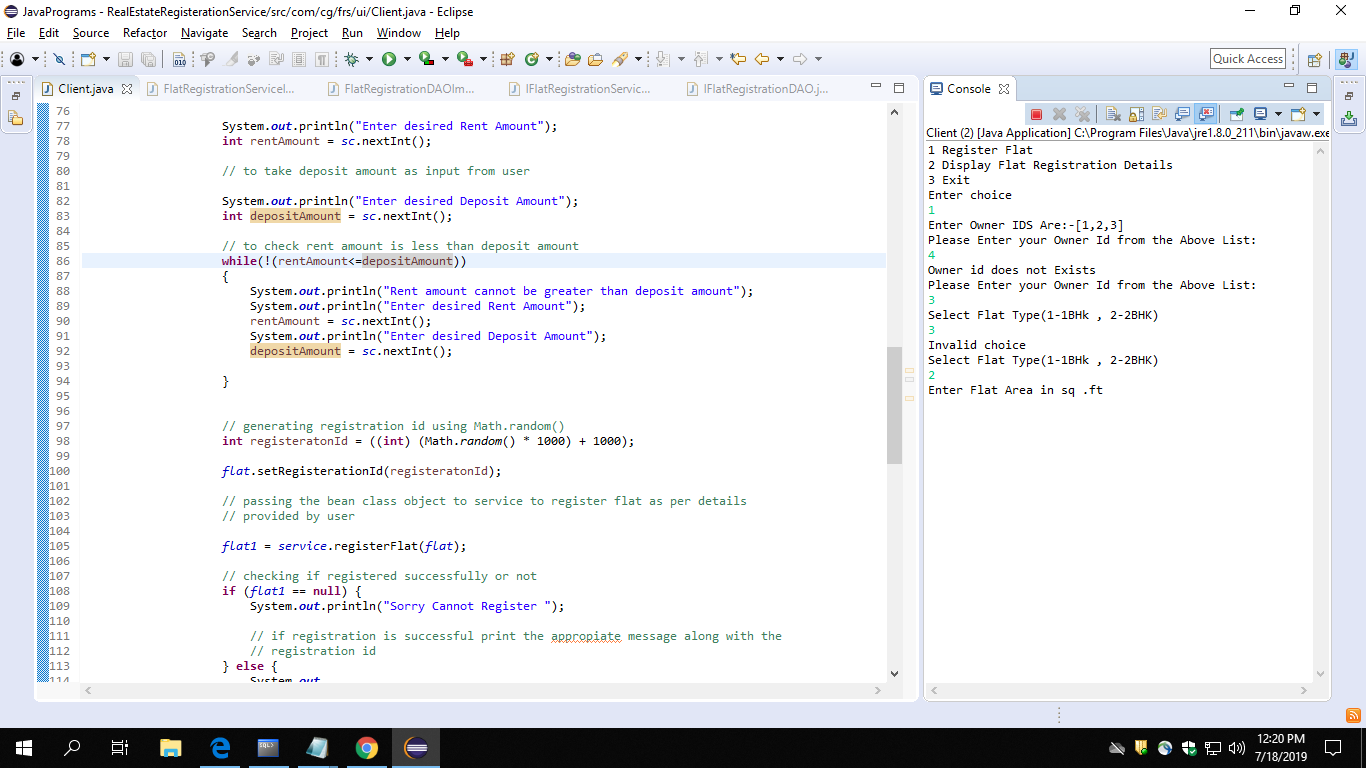 JavaPrograms - RealEstateRegisterationService/src/com/cg/frs/ui/Client.java - Eclipse
File Edit Source Refactor Navigate Search Project Run Window Help
Quick Access
Client.java
FlatRegistrationServiceI...
FlatRegistrationDAOIm...
IFlatRegistrationServic...
IFlatRegistrationDAO.j...
76
77 System.out.println("Enter desired Rent Amount");
78 int rentAmount = sc.nextInt();
79
80 // to take deposit amount as input from user
81
82 System.out.println("Enter desired Deposit Amount");
83 int depositAmount = sc.nextInt();
84
85 // to check rent amount is less than deposit amount
86 while(!(rentAmount<=depositAmount))
87 {
88 System.out.println("Rent amount cannot be greater than deposit amount");
89 System.out.println("Enter desired Rent Amount");
90 rentAmount = sc.nextInt();
91 System.out.println("Enter desired Deposit Amount");
92 depositAmount = sc.nextInt();
93
94 }
95
96
97 // generating registration id using Math.random()
98 int registeratonId = ((int) (Math.random() * 1000) + 1000);
99
100 flat.setRegisterationId(registeratonId);
101
102 // passing the bean class object to service to register flat as per details
103 // provided by user
104
105 flat1 = service.registerFlat(flat);
106
107 // checking if registered successfully or not
108 if (flat1 == null) {
109 System.out.println("Sorry Cannot Register ");
110
111 // if registration is successful print the appropiate message along with the
112 // registration id
113 } else {
114 System.out
Console
Client (2) [Java Application] C:\Program Files\Java\jre1.8.0_211\bin\javaw.exe
1 Register Flat
2 Display Flat Registration Details
3 Exit
Enter choice
1
Enter Owner IDS Are:-[1,2,3]
Please Enter your Owner Id from the Above List:
4
Owner id does not Exists
Please Enter your Owner Id from the Above List:
3
Select Flat Type(1-1BHk , 2-2BHK)
3
Invalid choice
Select Flat Type(1-1BHk , 2-2BHK)
2
Enter Flat Area in sq .ft
12:20 PM
7/18/2019